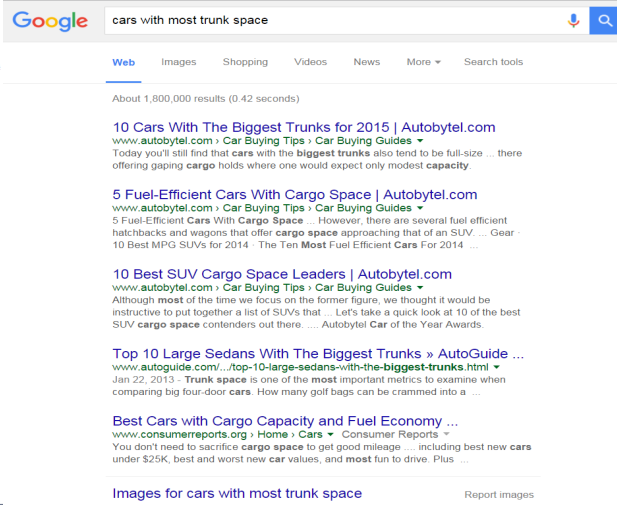 Google cars with most trunk space
Web Images Shopping Videos News More Search tools
About 1,800,000 results (0.42 seconds)
10 Cars With The Biggest Trunks for 2015 | Autobytel.com
www.autobytel.com › Car Buying Tips › Car Buying Guides
Today you'll still find that cars with the biggest trunks also tend to be full-size ... there
offering gaping cargo holds where one would expect only modest capacity.
5 Fuel-Efficient Cars With Cargo Space | Autobytel.com
www.autobytel.com › Car Buying Tips › Car Buying Guides
5 Fuel-Efficient Cars With Cargo Space ... However, there are several fuel efficient
hatchbacks and wagons that offer cargo space approaching that of an SUV. ... Gear ·
10 Best MPG SUVs for 2014 · The Ten Most Fuel Efficient Cars For 2014 ...
10 Best SUV Cargo Space Leaders | Autobytel.com
www.autobytel.com › Car Buying Tips › Car Buying Guides
Although most of the time we focus on the former figure, we thought it would be
instructive to put together a list of SUVs that ... Let's take a quick look at 10 of the best
SUV cargo space contenders out there. .... Autobytel Car of the Year Awards.
Top 10 Large Sedans With The Biggest Trunks » AutoGuide ...
www.autoguide.com/.../top-10-large-sedans-with-the-biggest-trunks.html
Jan 22, 2013 - Trunk space is one of the most important metrics to examine when
comparing big four-door cars. How many golf bags can be crammed into a ...
Best Cars with Cargo Capacity and Fuel Economy ...
www.consumerreports.org › Home › Cars Consumer Reports
You don't need to sacrifice cargo space to get good mileage .... including best new cars
under $25K, best and worst new car values, and most fun to drive. Plus ...
Images for cars with most trunk space Report images